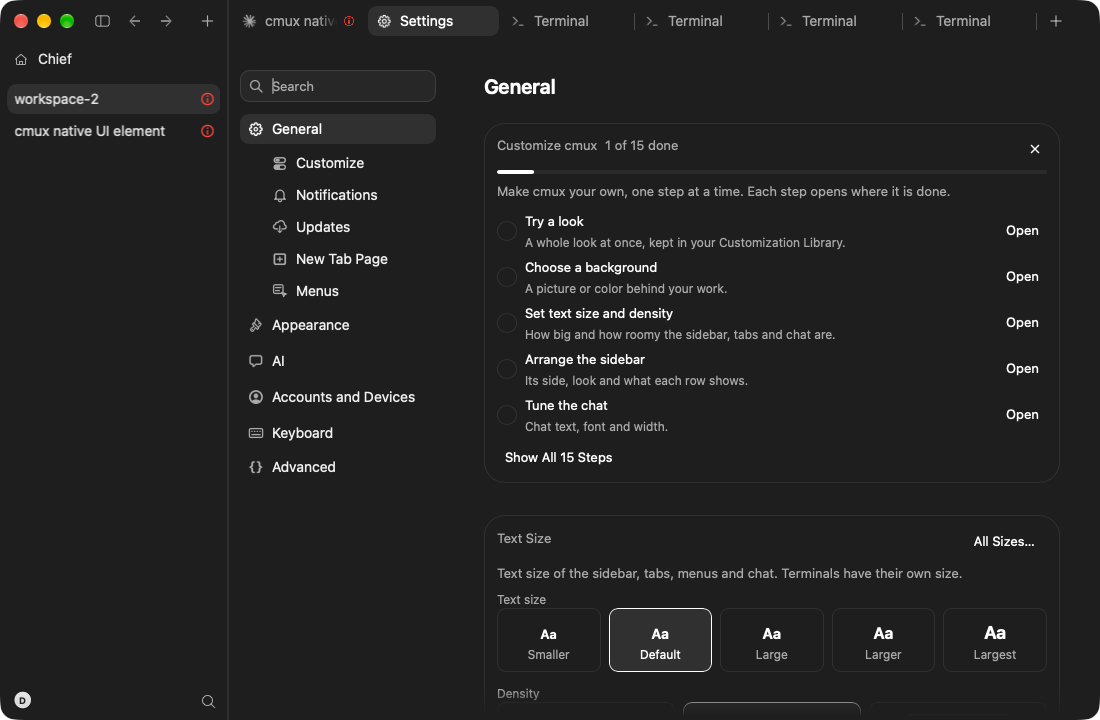 cmux nativ
Settings
Terminal
Terminal
Terminal
Terminal
Chief
workspace-2
cmux native UI element
D
Search
General
Customize
Notifications
Updates
New Tab Page
Menus
Appearance
AI
Accounts and Devices
Keyboard
Advanced
General
Customize cmux 1 of 15 done
Make cmux your own, one step at a time. Each step opens where it is done.
Try a look
A whole look at once, kept in your Customization Library.
Open
Choose a background
A picture or color behind your work.
Open
Set text size and density
How big and how roomy the sidebar, tabs and chat are.
Open
Arrange the sidebar
Its side, look and what each row shows.
Open
Tune the chat
Chat text, font and width.
Open
Show All 15 Steps
Text Size
All Sizes...
Text size of the sidebar, tabs, menus and chat. Terminals have their own size.
Text size
Aa
Smaller
Aa
Default
Aa
Large
Aa
Larger
Aa
Largest
Density